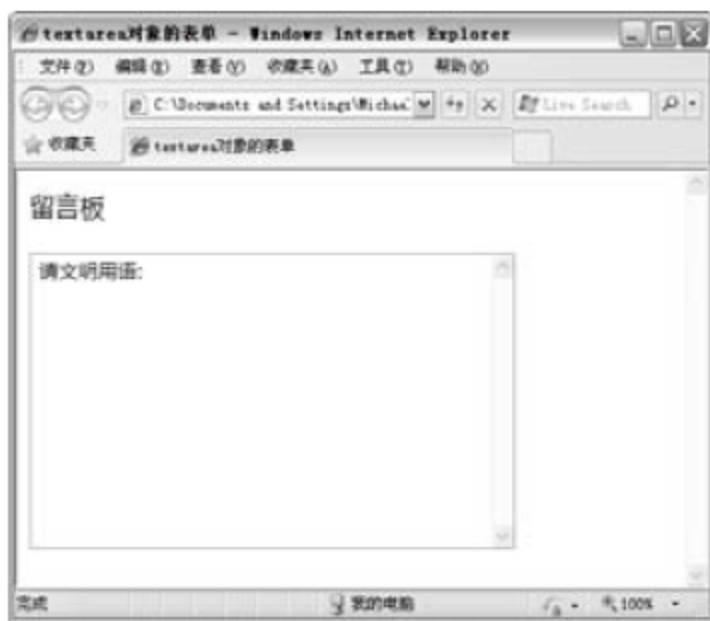 textarea对象的表单 - Windows Internet Explorer
文件(F) 编辑(E) 查看(V) 收藏夹(A) 工具(T) 帮助(H)
C:\Documents and Settings\Michael Live Search
收藏夹 textarea对象的表单
留言板
请文明用语:
完成 我的电脑 100%